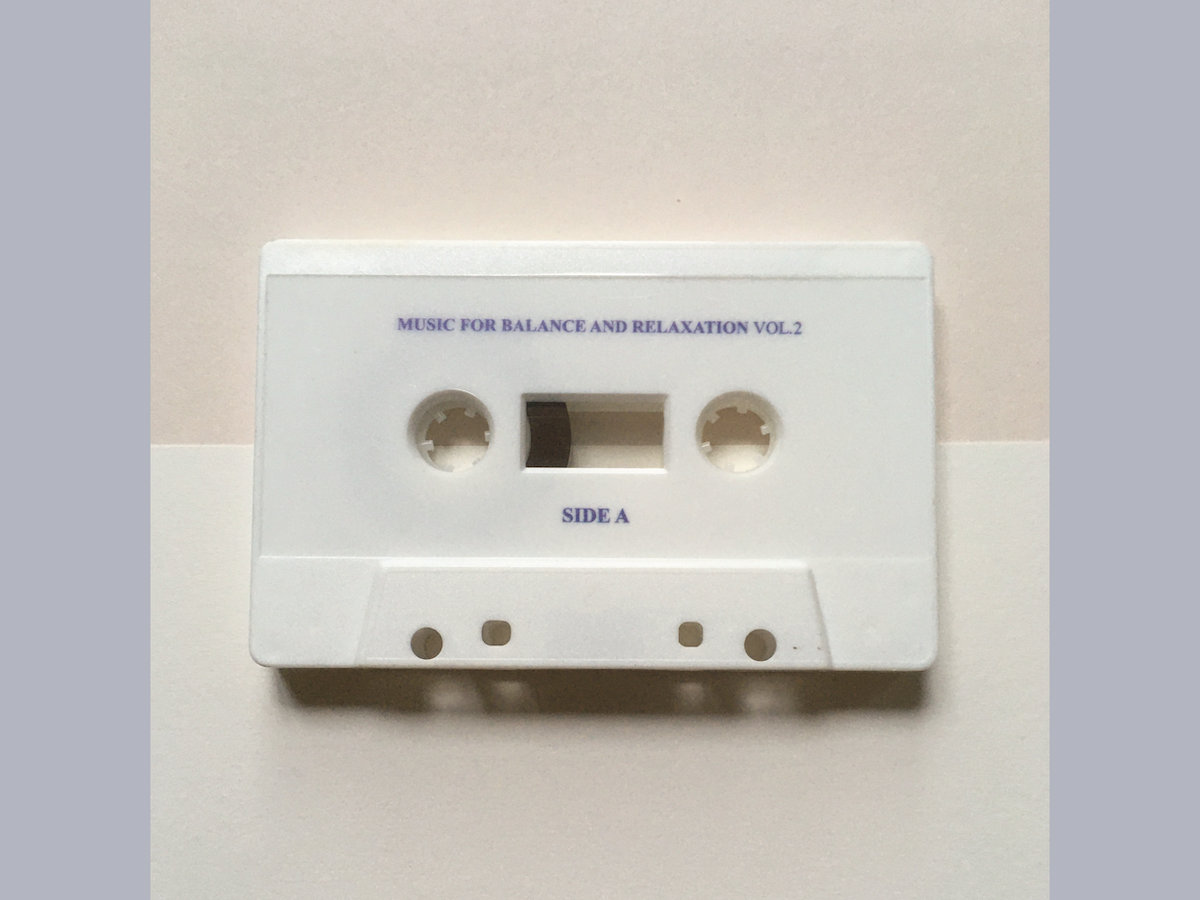 MUSIC FOR BALANCE AND RELAXATION VOL.2
SIDE A